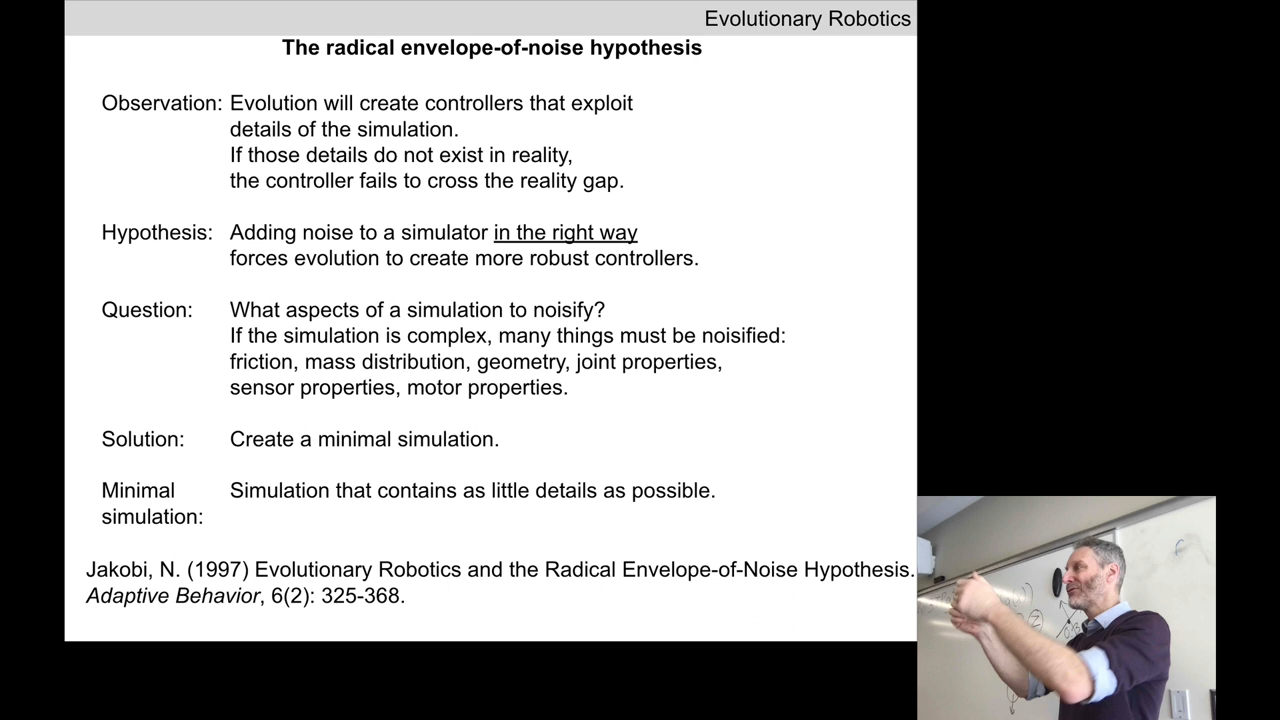 Evolutionary Robotics
The radical envelope-of-noise hypothesis
Observation: Evolution will create controllers that exploit
details of the simulation.
If those details do not exist in reality,
the controller fails to cross the reality gap.
Hypothesis: Adding noise to a simulator in the right way
forces evolution to create more robust controllers.
Question: What aspects of a simulation to noisify?
If the simulation is complex, many things must be noisified:
friction, mass distribution, geometry, joint properties,
sensor properties, motor properties.
Solution: Create a minimal simulation.
Minimal Simulation that contains as little details as possible.
simulation:
Jakobi, N. (1997) Evolutionary Robotics and the Radical Envelope-of-Noise Hypothesis.
Adaptive Behavior, 6(2): 325-368.